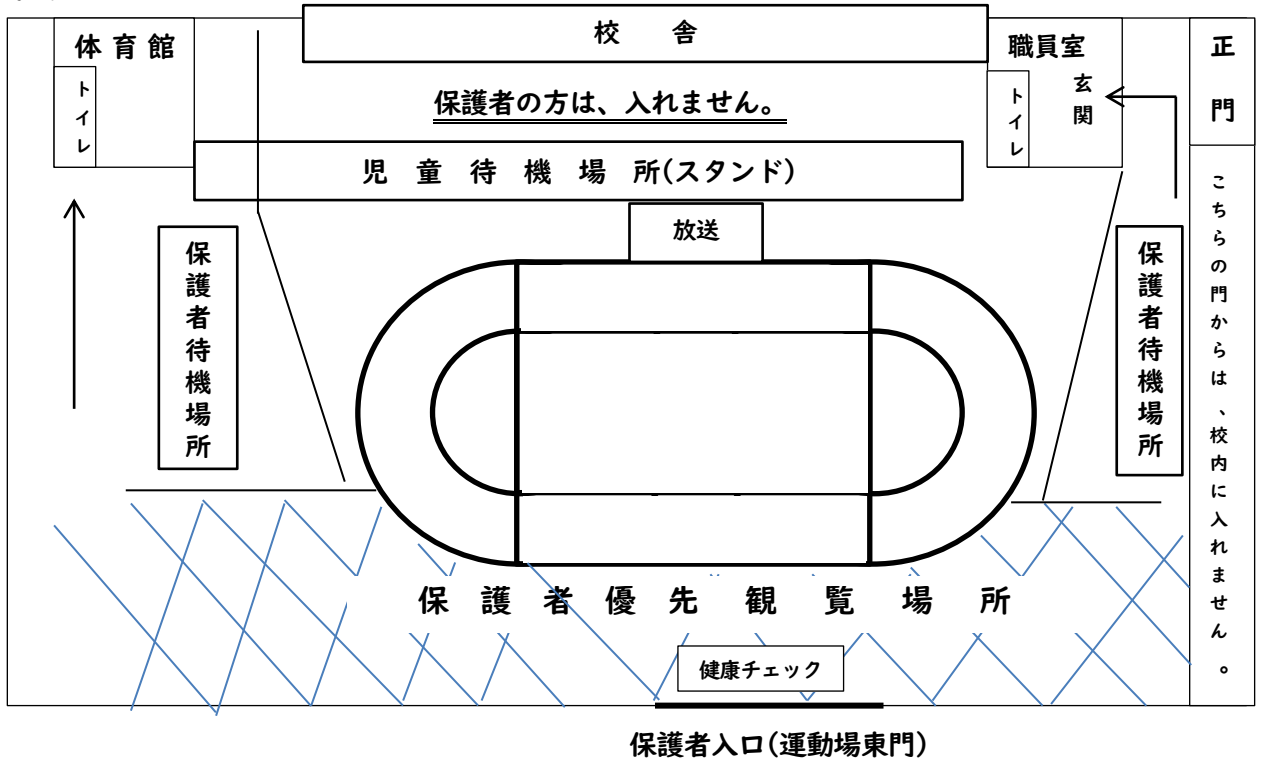 校　舎
体 育 館
職員室
正門
トイレ
玄関
トイレ
保護者の方は、入れません。
児　童　待　機　場　所(スタンド)
こちらの門からは、校内に入れません。
放送
保護者待機場所
保護者待機場所
保　護　者　優　先　観　覧　場　所
健康チェック
保護者入口(運動場東門)